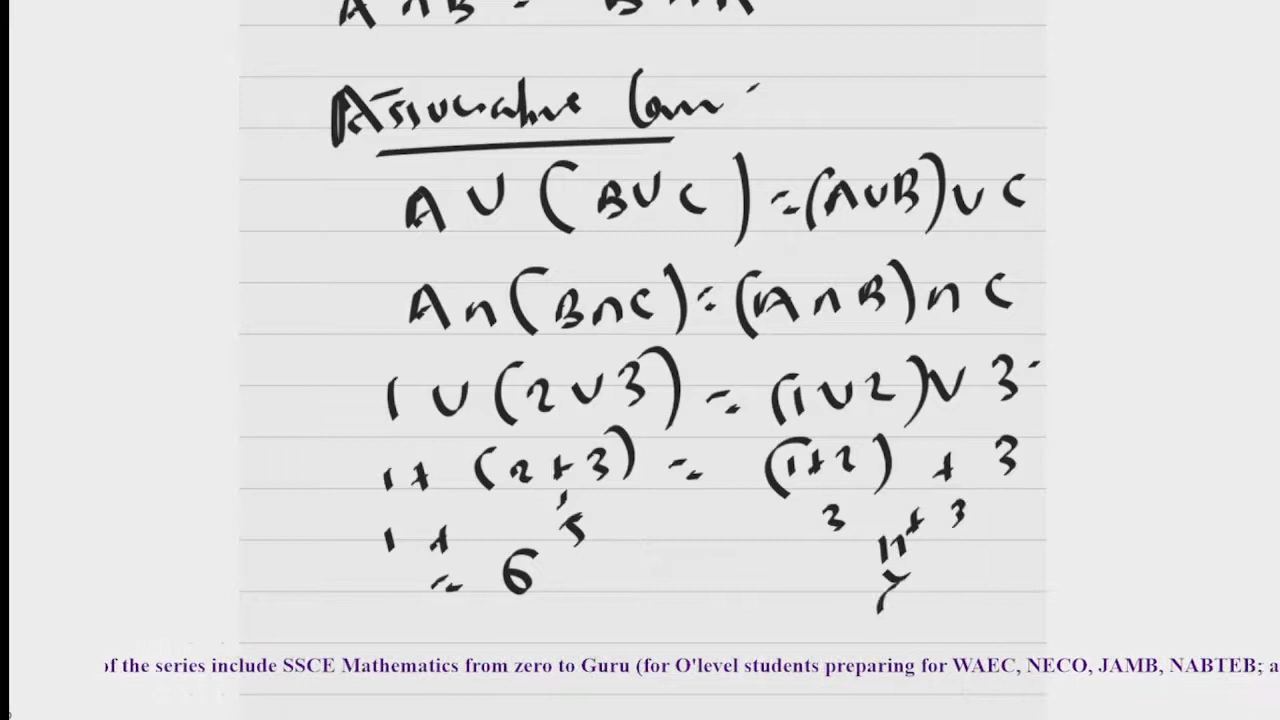 A ∩ B = B ∩ A
Associative law
A ∪ (B ∪ C) = (A ∪ B) ∪ C
A ∩ (B ∩ C) = (A ∩ B) ∩ C
1 ∪ (2 ∪ 3) = (1 ∪ 2) ∪ 3
1 + (2 + 3) = (1 + 2) + 3
1 + 5 3 + 3
= 6
of the series include SSCE Mathematics from zero to Guru (for O'level students preparing for WAEC, NECO, JAMB, NABTEB; a